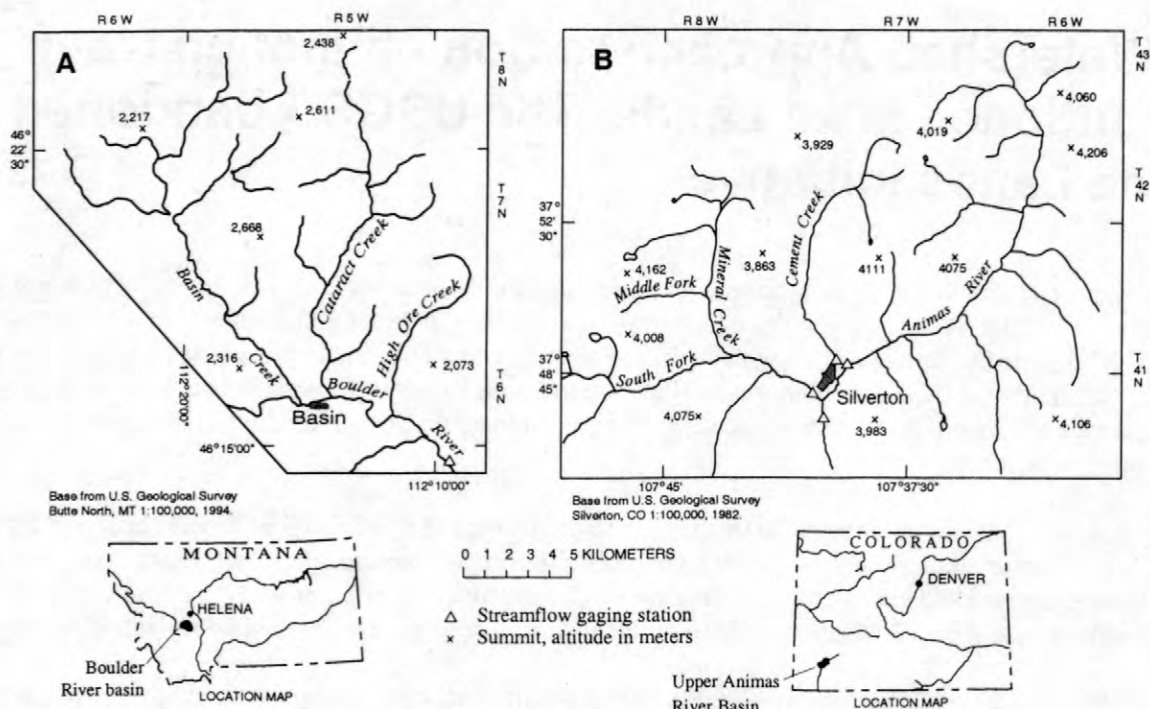 R 6 W
R 5 W
A
2,438
T 8 N
2,611
2,217
46°
22'
30"
T 7 N
2,668
Basin
Creek
Cataract Creek
High Ore Creek
2,316
2,073
112°20'00"
T 6 N
Boulder
River
Basin
46°15'00"
112°10'00"
Base from U.S. Geological Survey
Butte North, MT 1:100,000, 1994.
R 8 W
R 7 W
R 6 W
B
T 43 N
4,060
4,019
3,929
4,206
T 42 N
37°
52'
30"
Mineral Creek
Cement Creek
3,863
4111
4075
4,162
Middle Fork
Animas
River
4,008
37°
48'
45"
South Fork
T 41 N
Silverton
4,075
3,983
4,106
107°45'
107°37'30"
Base from U.S. Geological Survey
Silverton, CO 1:100,000, 1982.
MONTANA
HELENA
Boulder
River basin
LOCATION MAP
0 1 2 3 4 5 KILOMETERS
Streamflow gaging station
Summit, altitude in meters
COLORADO
DENVER
Upper Animas
River Basin
LOCATION MAP